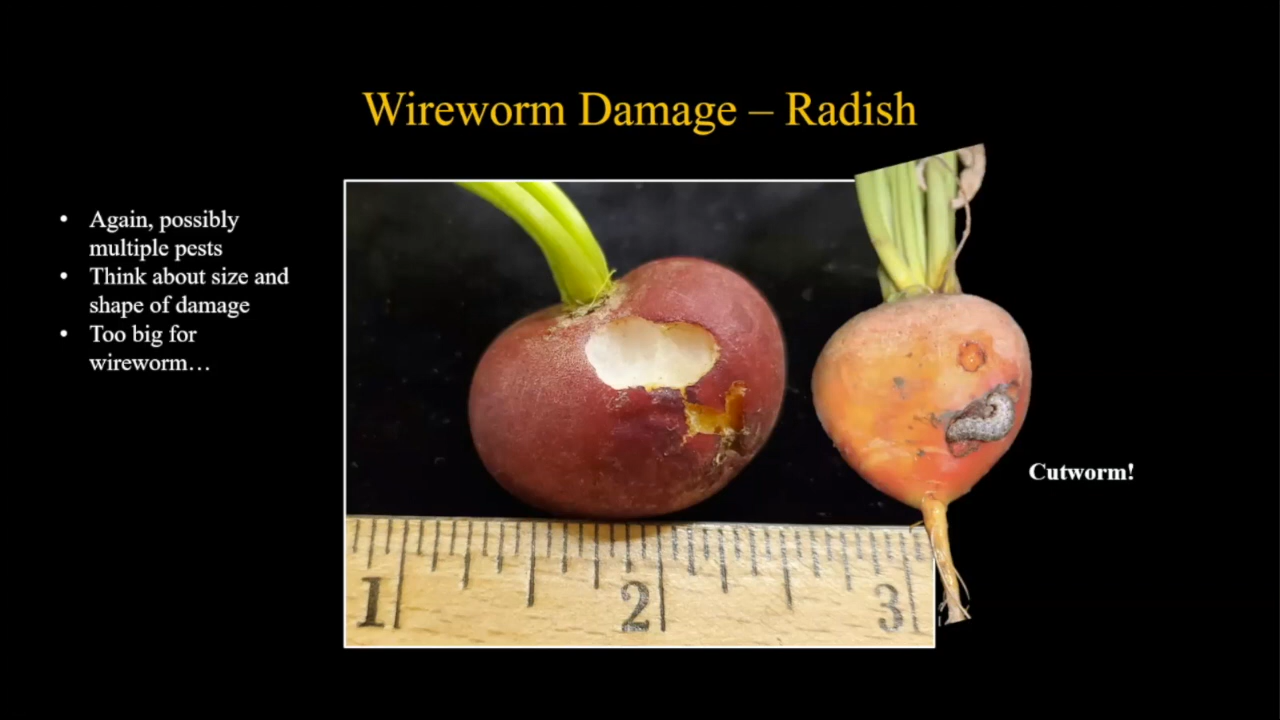 Wireworm Damage – Radish
• Again, possibly
multiple pests
• Think about size and
shape of damage
• Too big for
wireworm…
Cutworm!
1 2 3